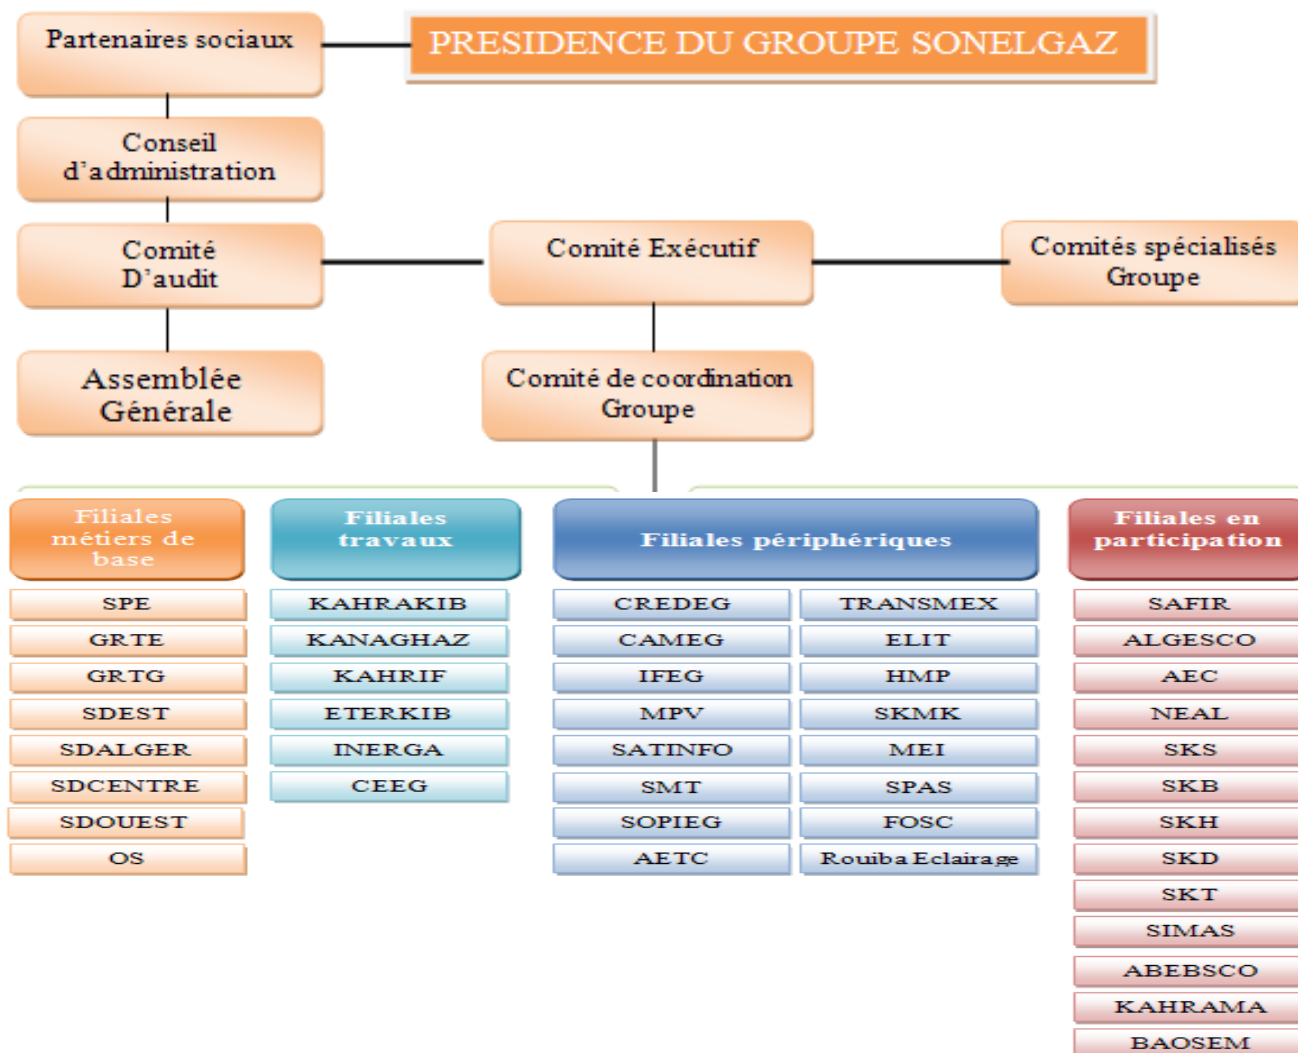 Partenaires sociaux
PRESIDENCE DU GROUPE SONELGAZ
Conseil
d'administration
Comité
D'audit
Comité Exécutif
Comités spécialisés
Groupe
Assemblée
Générale
Comité de coordination
Groupe
Filiales
métiers de
base
SPE
GRTE
GRTG
SDEST
SDALGER
SDCENTRE
SDOUEST
OS
Filiales
travaux
KAHRAKIB
KANAGHAZ
KAHRIF
ETERKIB
INERGA
CEEG
Filiales périphériques
CREDEG
CAMEG
IFEG
MPV
SATINFO
SMT
SOPIEG
AETC
TRANSMEX
ELIT
HMP
SKMK
MEI
SPAS
FOSC
Rouiba Eclairage
Filiales en
participation
SAFIR
ALGESCO
AEC
NEAL
SKS
SKB
SKH
SKD
SKT
SIMAS
ABEBSCO
KAHRAMA
BAOSEM